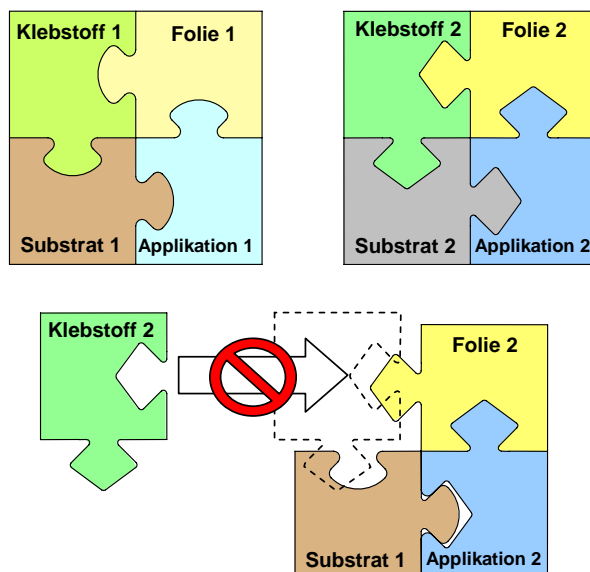 Klebstoff 1
Folie 1
Substrat 1
Applikation 1
Klebstoff 2
Folie 2
Substrat 2
Applikation 2
Klebstoff 2
Folie 2
Substrat 1
Applikation 2